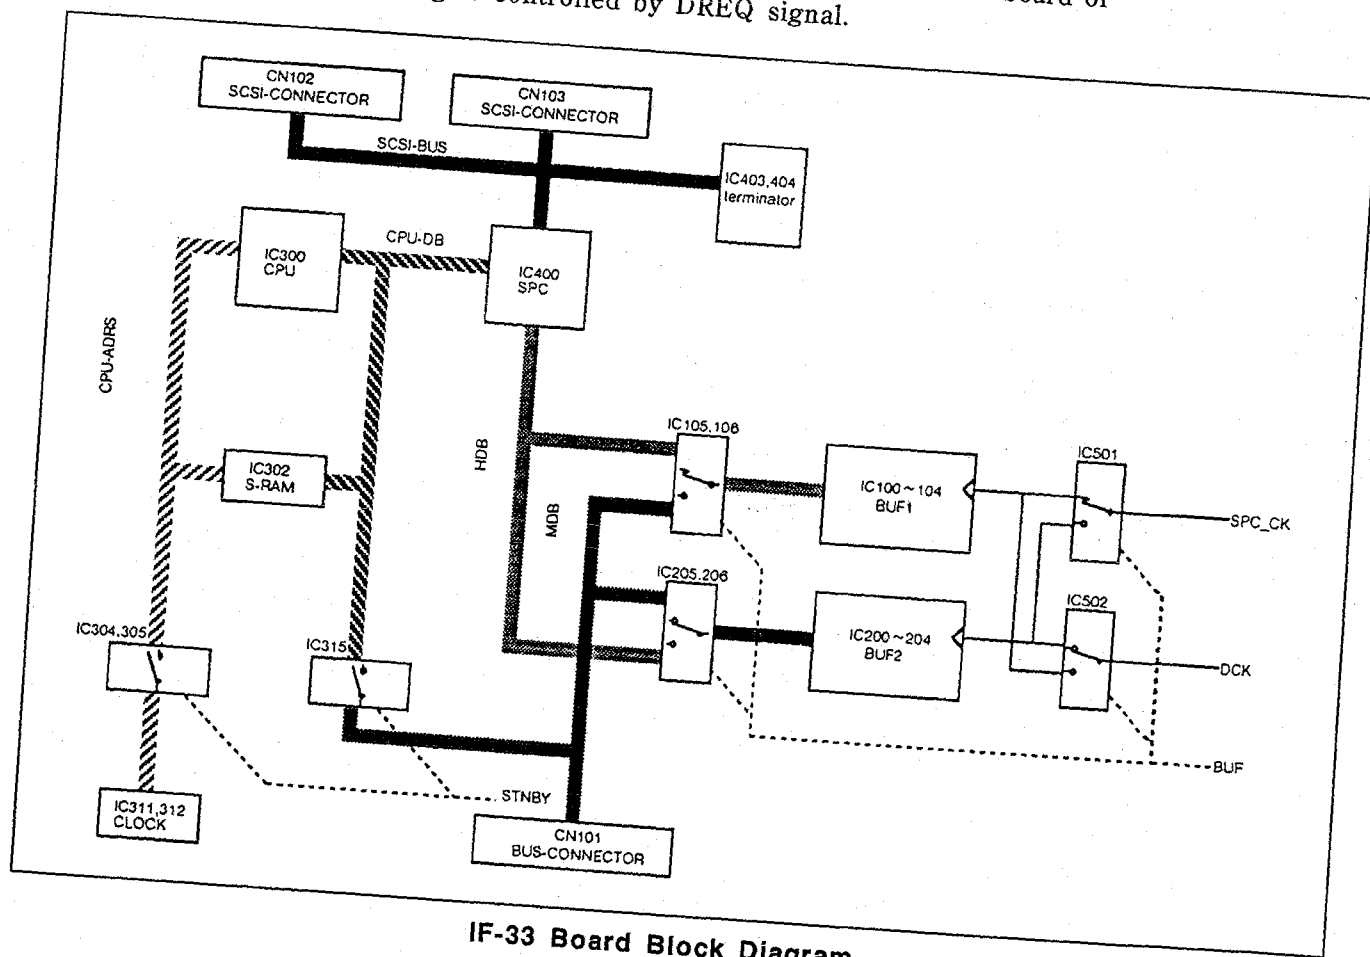 controlled by DREQ signal.
board of
CN102
SCSI-CONNECTOR
CN103
SCSI-CONNECTOR
SCSI-BUS
IC403,404
terminator
IC300
CPU
CPU-DB
IC400
SPC
CPU-ADRS
IC302
S-RAM
HDB
MDB
IC105,106
IC100~104
BUF1
IC501
SPC_CK
IC205,206
IC200~204
BUF2
IC502
DCK
IC304,305
IC315
BUF
STNBY
IC311,312
CLOCK
CN101
BUS-CONNECTOR
IF-33 Board Block Diagram